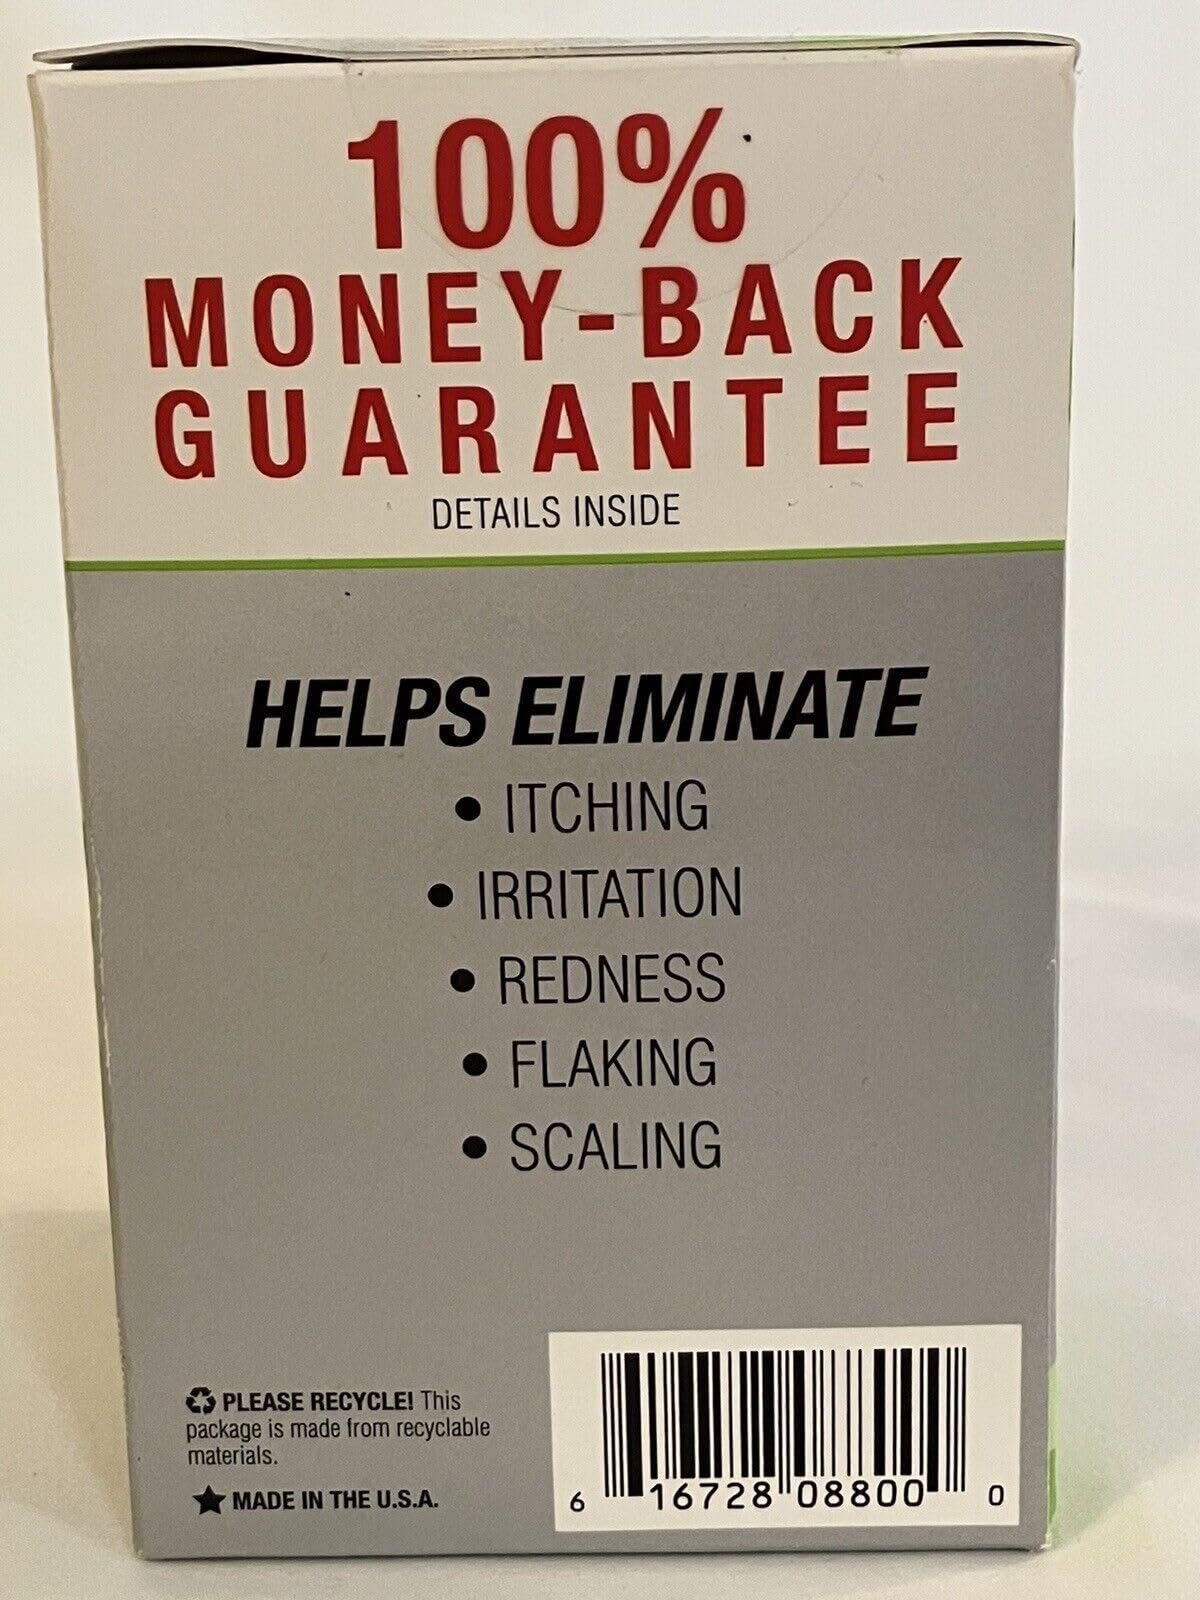 100%
MONEY-BACK
GUARANTEE
DETAILS INSIDE
HELPS ELIMINATE
• ITCHING
• IRRITATION
• REDNESS
• FLAKING
• SCALING
PLEASE RECYCLE! This
package is made from recyclable
materials.
MADE IN THE U.S.A.
6 16728 08800 0